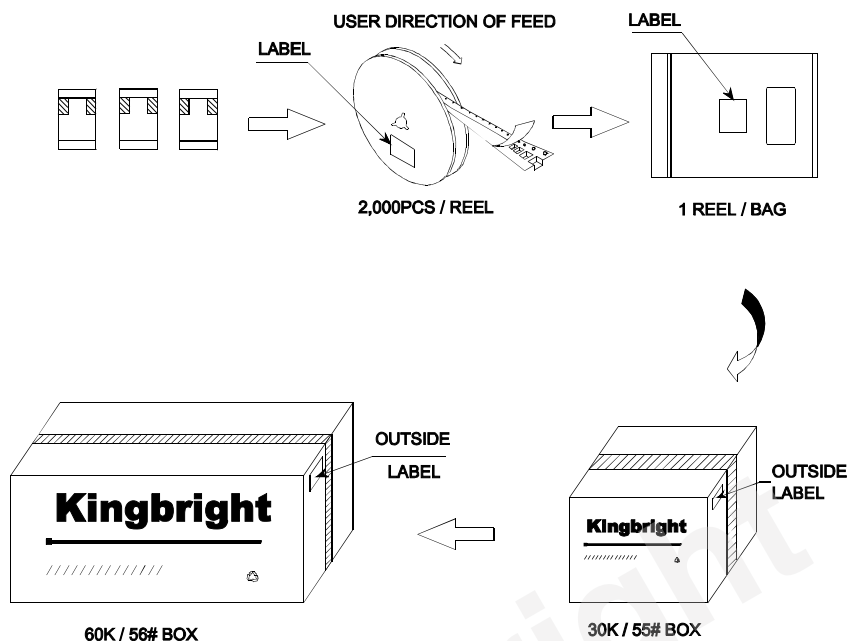 USER DIRECTION OF FEED
LABEL
LABEL
2,000PCS / REEL
1 REEL / BAG
OUTSIDE
LABEL
OUTSIDE
LABEL
Kingbright
Kingbright
60K / 56# BOX
30K / 55# BOX